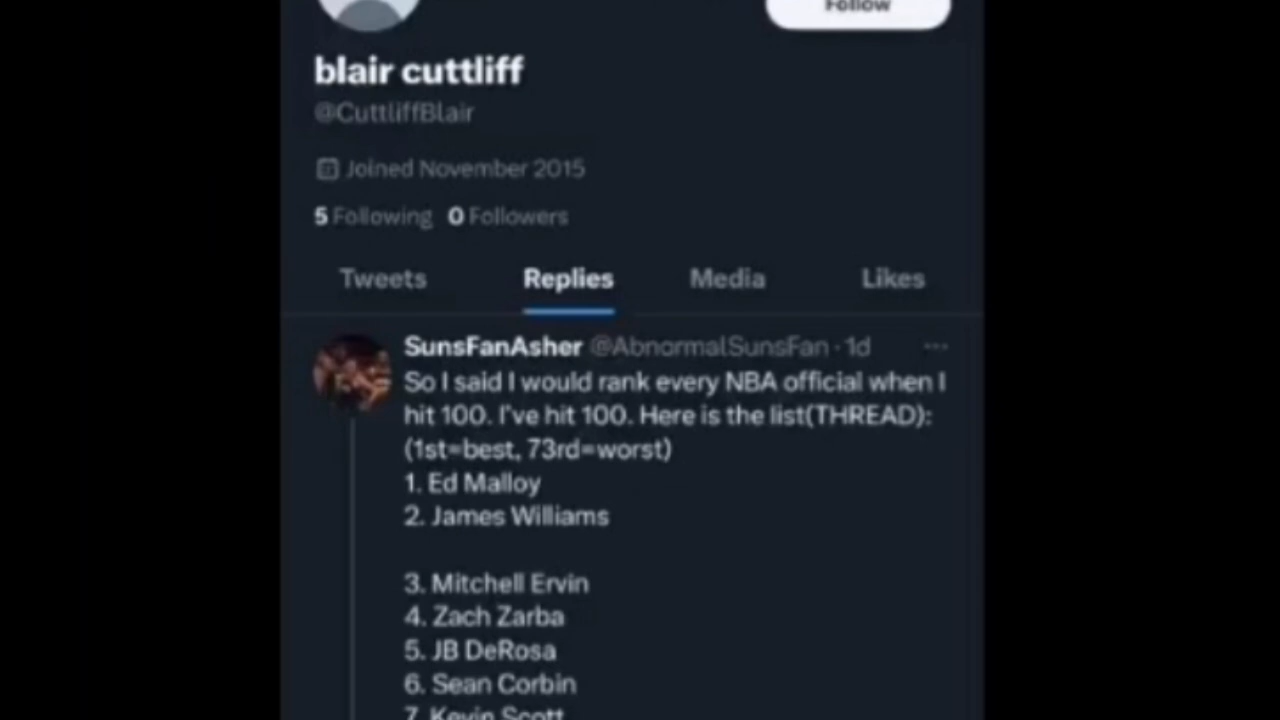 Follow
blair cuttliff
@CuttliffBlair
Joined November 2015
5 Following 0 Followers
Tweets Replies Media Likes
SunsFanAsher @AbnormalSunsFan · 1d ...
So I said I would rank every NBA official when I
hit 100. I've hit 100. Here is the list(THREAD):
(1st=best, 73rd=worst)
1. Ed Malloy
2. James Williams
3. Mitchell Ervin
4. Zach Zarba
5. JB DeRosa
6. Sean Corbin
7. Kevin Scott